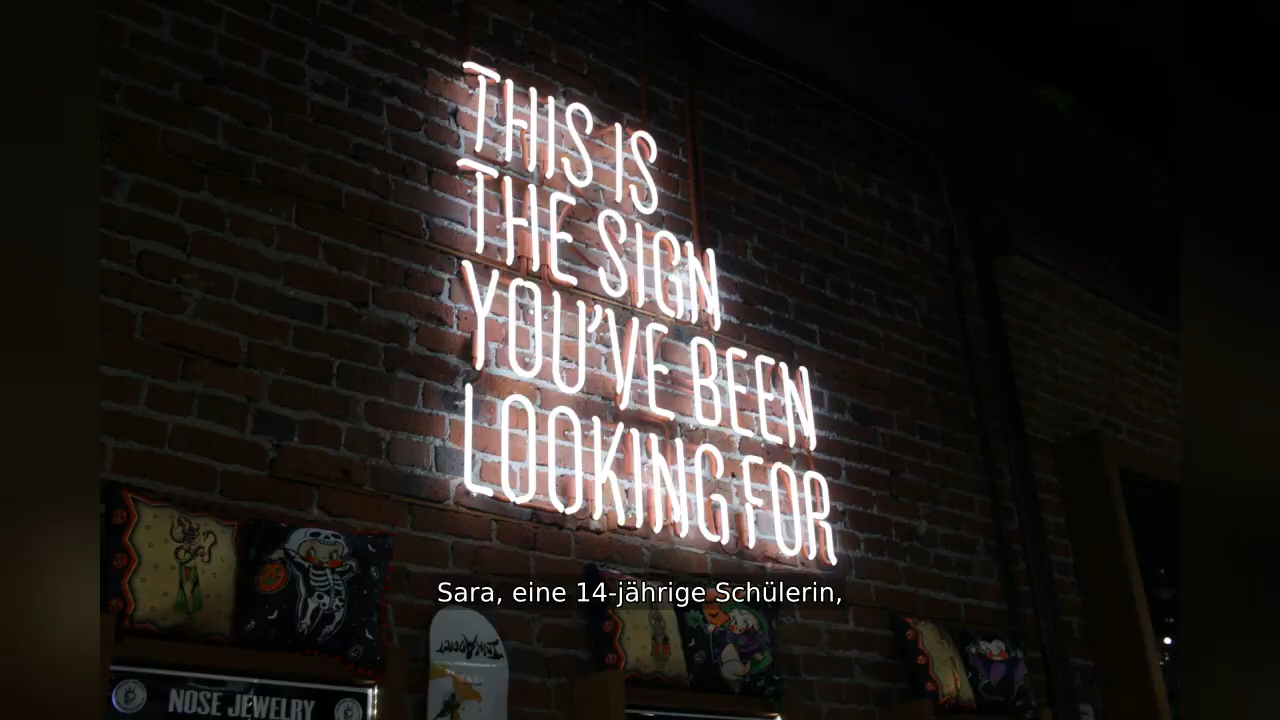 THIS IS
THE SIGN
YOU'VE BEEN
LOOKING FOR
Sara, eine 14-jährige Schülerin,
NOSE JEWELRY